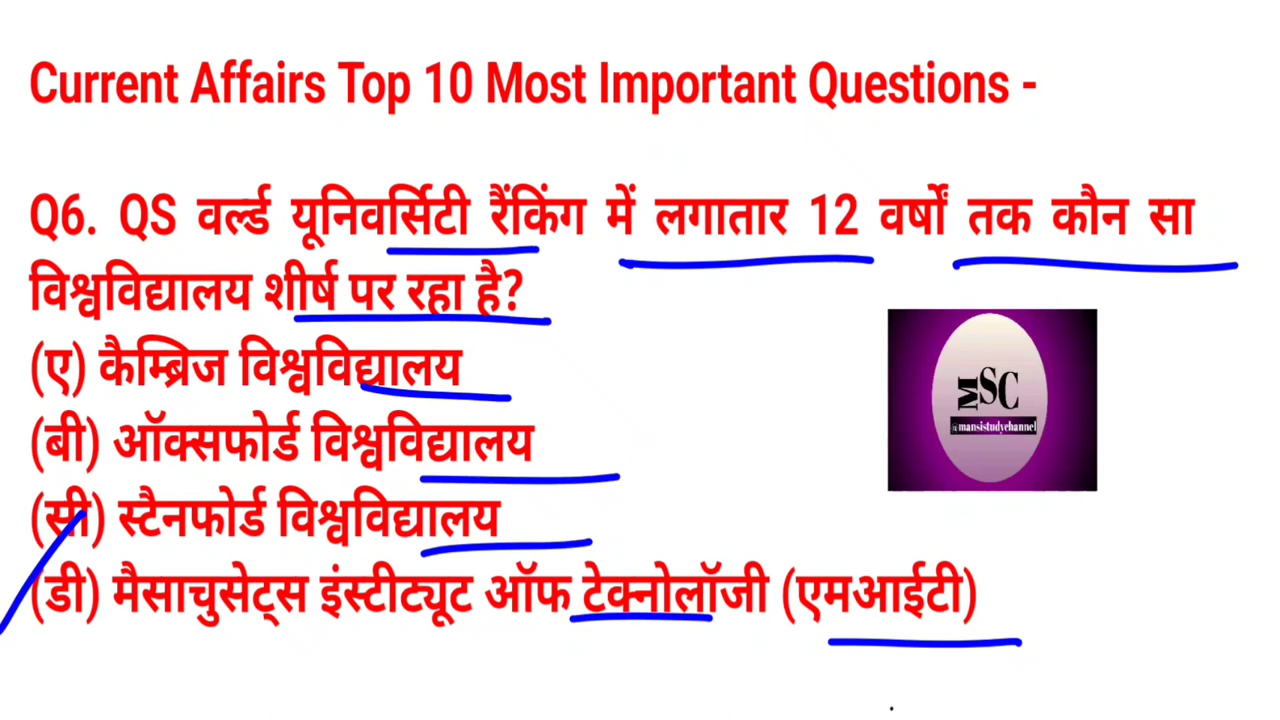 Current Affairs Top 10 Most Important Questions -
Q6. QS वर्ल्ड यूनिवर्सिटी रैंकिंग में लगातार 12 वर्षों तक कौन सा
विश्वविद्यालय शीर्ष पर रहा है?
(ए) कैम्ब्रिज विश्वविद्यालय
(बी) ऑक्सफोर्ड विश्वविद्यालय
(सी) स्टैनफोर्ड विश्वविद्यालय
(डी) मैसाचुसेट्स इंस्टीट्यूट ऑफ टेक्नोलॉजी (एमआईटी)
MSC
@mansistudychannel